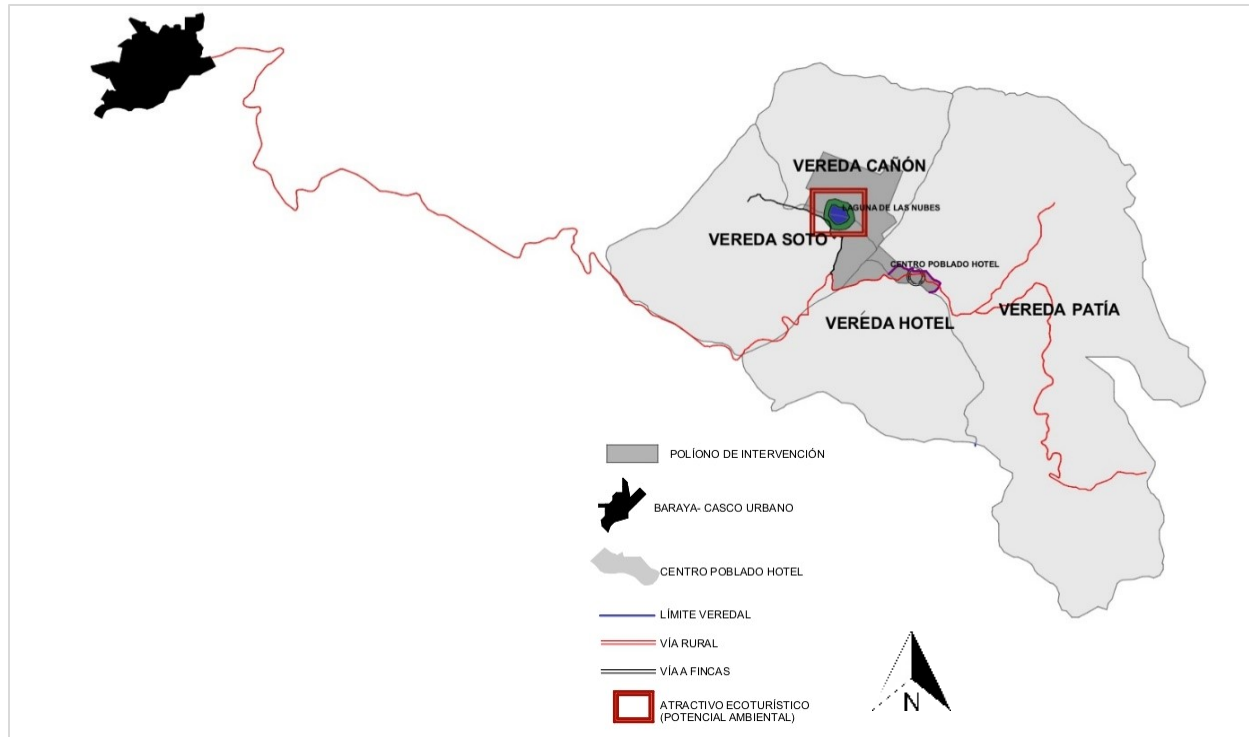 VEREDA CAÑÓN
LAGUNA DE LAS NUBES
VEREDA SOTO
CENTRO POBLADO HOTEL
VEREDA PATÍA
VEREDA HOTEL
POLÍONO DE INTERVENCIÓN
BARAYA- CASCO URBANO
CENTRO POBLADO HOTEL
LÍMITE VEREDAL
VÍA RURAL
VÍA A FINCAS
ATRACTIVO ECOTURÍSTICO
(POTENCIAL AMBIENTAL)
N